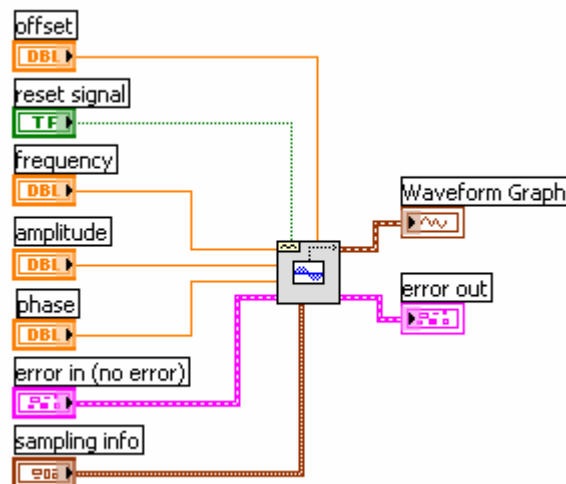 offset
DBL
reset signal
TF
frequency
DBL
Waveform Graph
amplitude
DBL
error out
phase
DBL
error in (no error)
sampling info